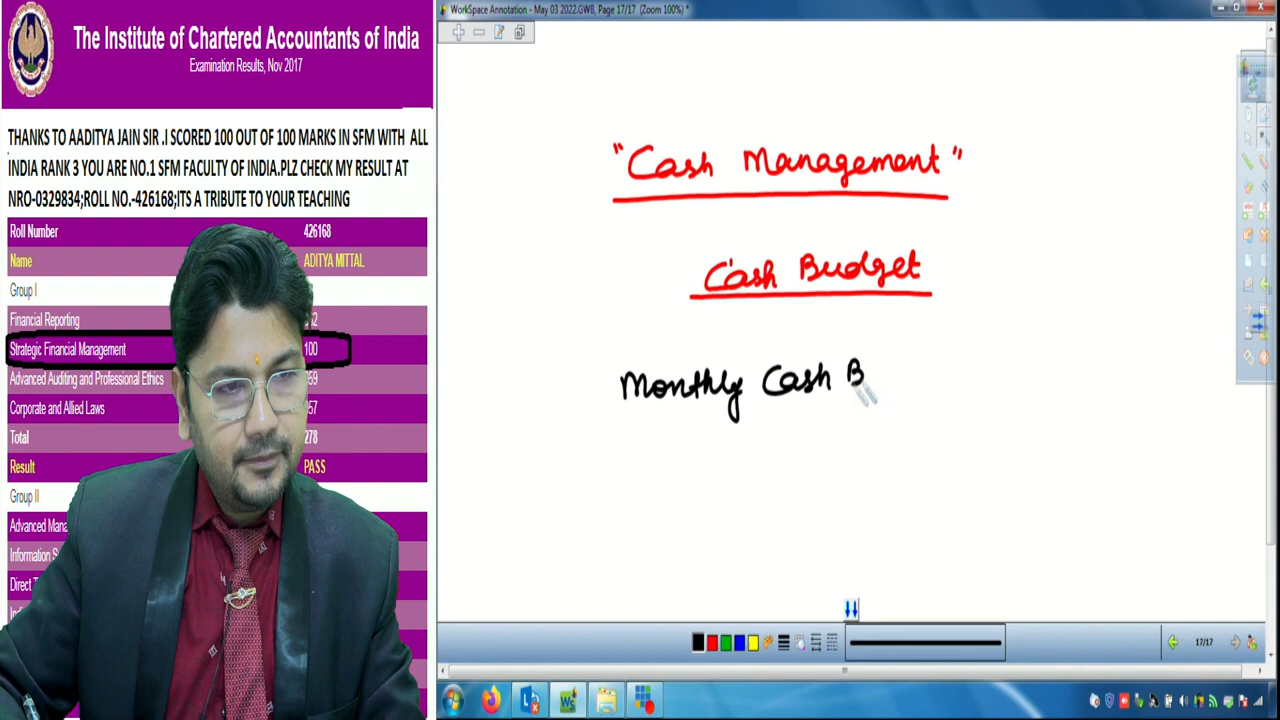 The Institute of Chartered Accountants of India
Examination Results, Nov 2017
THANKS TO AADITYA JAIN SIR .I SCORED 100 OUT OF 100 MARKS IN SFM WITH ALL
INDIA RANK 3 YOU ARE NO.1 SFM FACULTY OF INDIA.PLZ CHECK MY RESULT AT
NRO-0329834;ROLL NO.-426168;ITS A TRIBUTE TO YOUR TEACHING
Roll Number 426168
Name ADITYA MITTAL
Group I
Financial Reporting
Strategic Financial Management 100
Advanced Auditing and Professional Ethics
Corporate and Allied Laws
Total 278
Result PASS
Group II
Advanced
Information
Direct
WorkSpace Annotation - May 03 2022.GWB, Page 17/17 (Zoom 100%) *
"Cash Management"
Cash Budget
Monthly Cash B
17/17